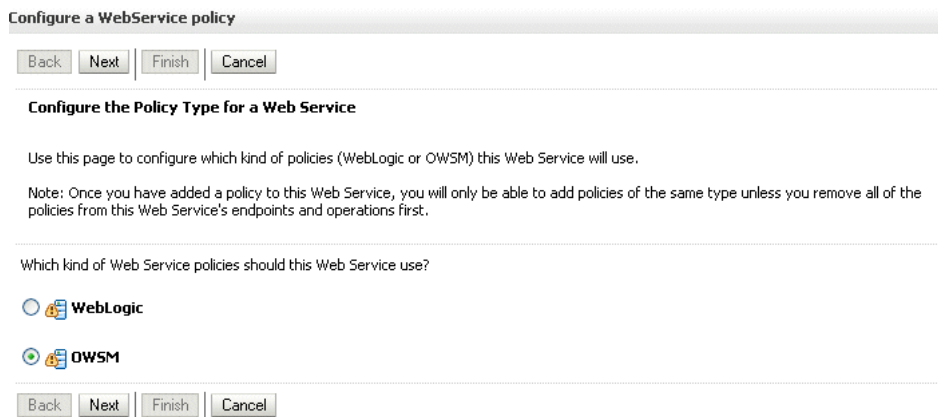 Configure a WebService policy
Back Next Finish Cancel
Configure the Policy Type for a Web Service
Use this page to configure which kind of policies (WebLogic or OWSM) this Web Service will use.
Note: Once you have added a policy to this Web Service, you will only be able to add policies of the same type unless you remove all of the
policies from this Web Service's endpoints and operations first.
Which kind of Web Service policies should this Web Service use?
WebLogic
OWSM
Back Next Finish Cancel